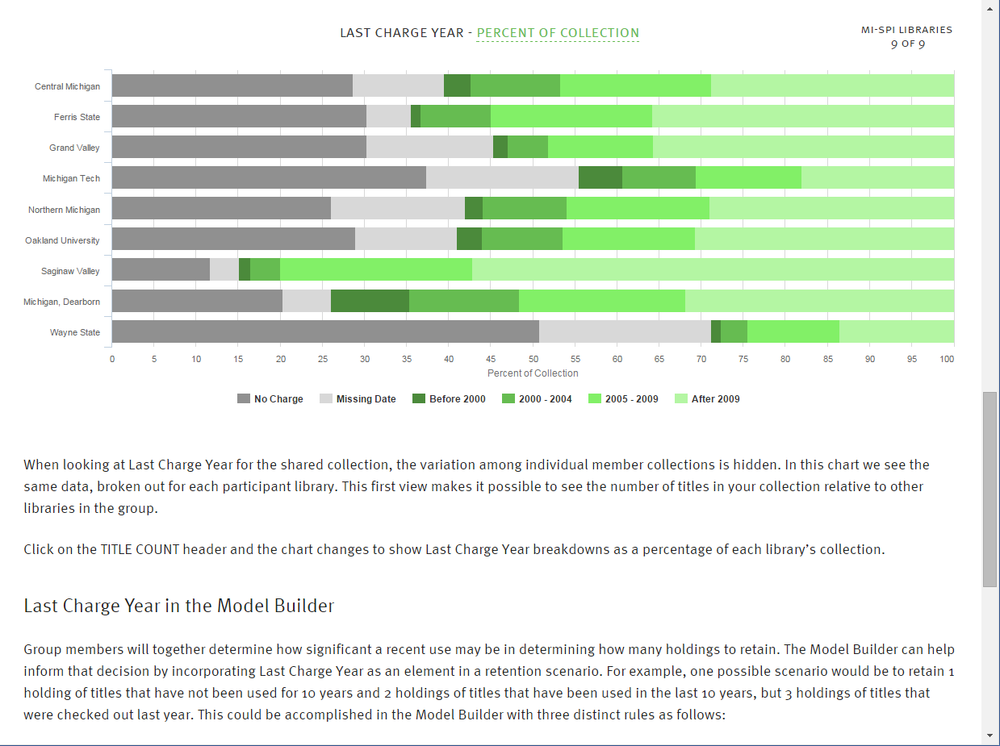 LAST CHARGE YEAR - PERCENT OF COLLECTION
MI-SPI LIBRARIES
9 OF 9
Central Michigan
Ferris State
Grand Valley
Michigan Tech
Northern Michigan
Oakland University
Saginaw Valley
Michigan, Dearborn
Wayne State
0 5 10 15 20 25 30 35 40 45 50 55 60 65 70 75 80 85 90 95 100
Percent of Collection
No Charge Missing Date Before 2000 2000 - 2004 2005 - 2009 After 2009
When looking at Last Charge Year for the shared collection, the variation among individual member collections is hidden. In this chart we see the
same data, broken out for each participant library. This first view makes it possible to see the number of titles in your collection relative to other
libraries in the group.
Click on the TITLE COUNT header and the chart changes to show Last Charge Year breakdowns as a percentage of each library’s collection.
Last Charge Year in the Model Builder
Group members will together determine how significant a recent use may be in determining how many holdings to retain. The Model Builder can help
inform that decision by incorporating Last Charge Year as an element in a retention scenario. For example, one possible scenario would be to retain 1
holding of titles that have not been used for 10 years and 2 holdings of titles that have been used in the last 10 years, but 3 holdings of titles that
were checked out last year. This could be accomplished in the Model Builder with three distinct rules as follows: